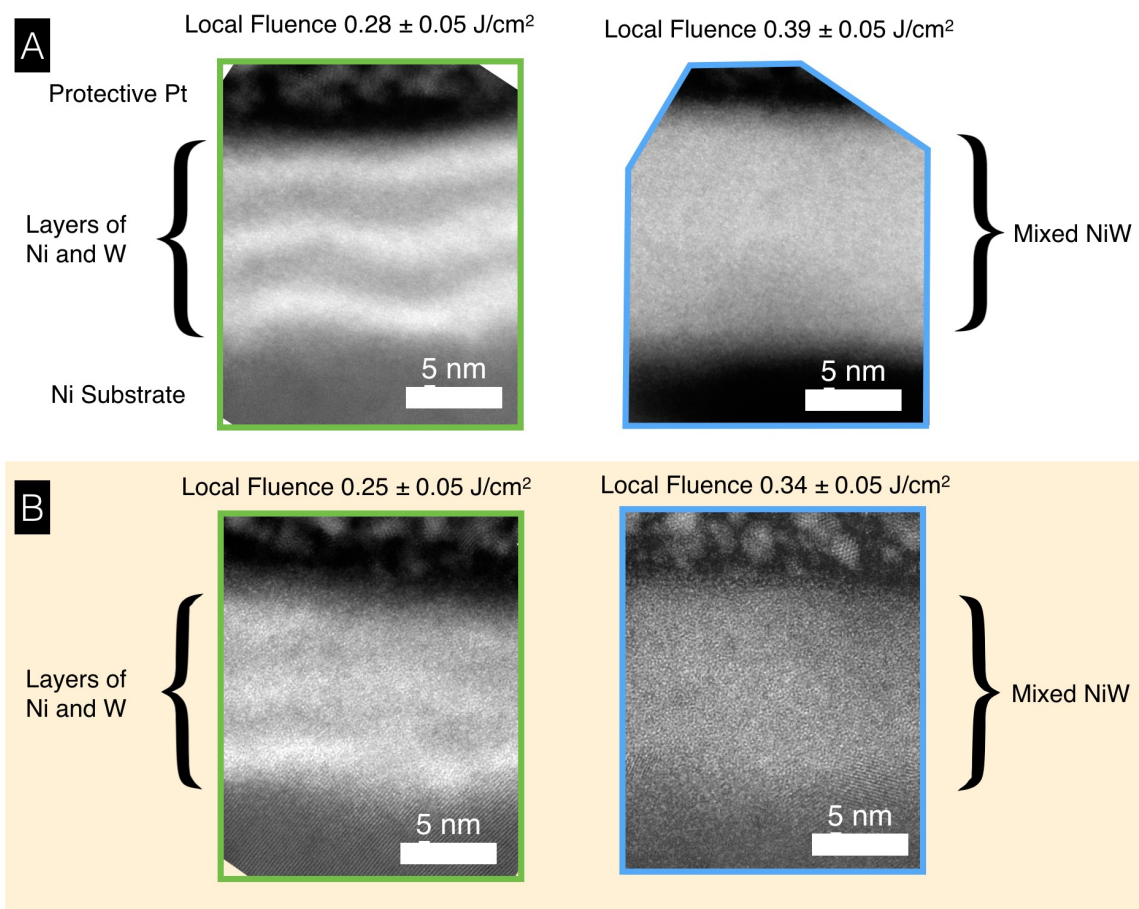 A
Local Fluence 0.28 ± 0.05 J/cm²
Local Fluence 0.39 ± 0.05 J/cm²
Protective Pt
Layers of
Ni and W
Mixed NiW
Ni Substrate
5 nm
5 nm
B
Local Fluence 0.25 ± 0.05 J/cm²
Local Fluence 0.34 ± 0.05 J/cm²
Layers of
Ni and W
Mixed NiW
5 nm
5 nm